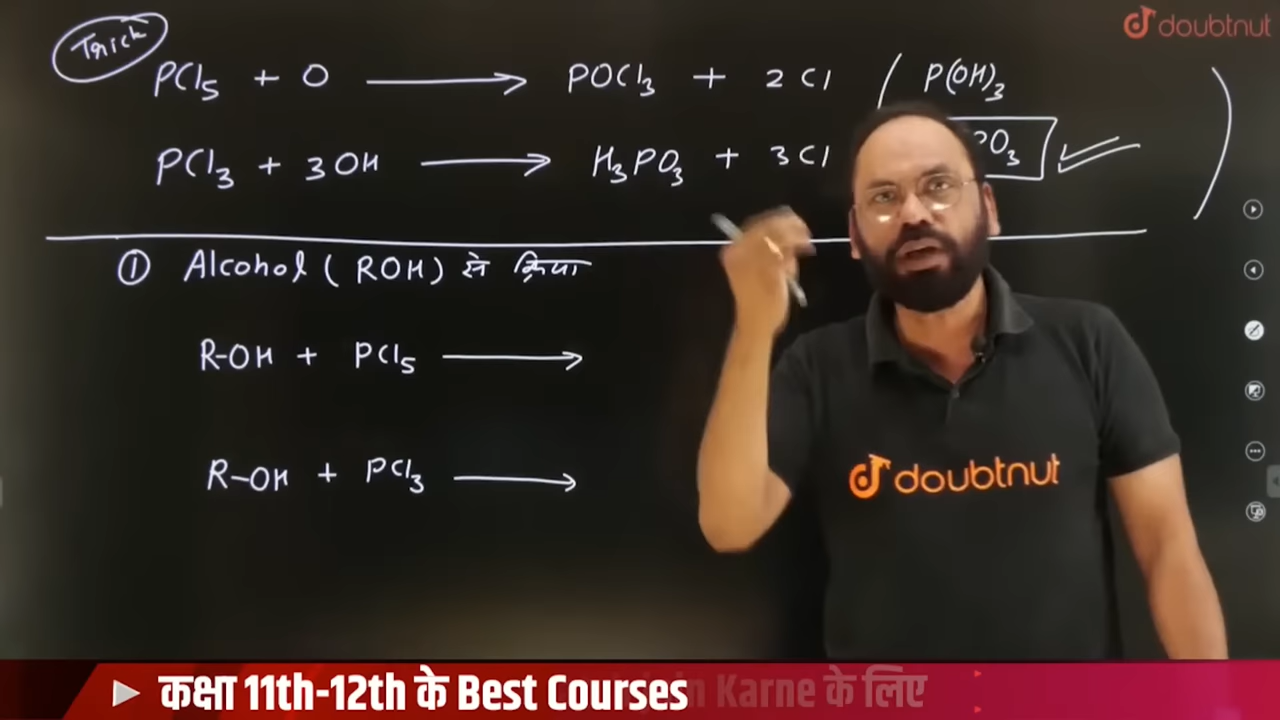 doubtnut
Trick
PCl₅ + O ⟶ POCl₃ + 2Cl ( P(OH)₃ )
PCl₃ + 3OH ⟶ H₃PO₃ + 3Cl PO₃
① Alcohol (ROH) से क्रिया
R-OH + PCl₅ ⟶
R-OH + PCl₃ ⟶
doubtnut
कक्षा 11th-12th के Best Courses Karne के लिए